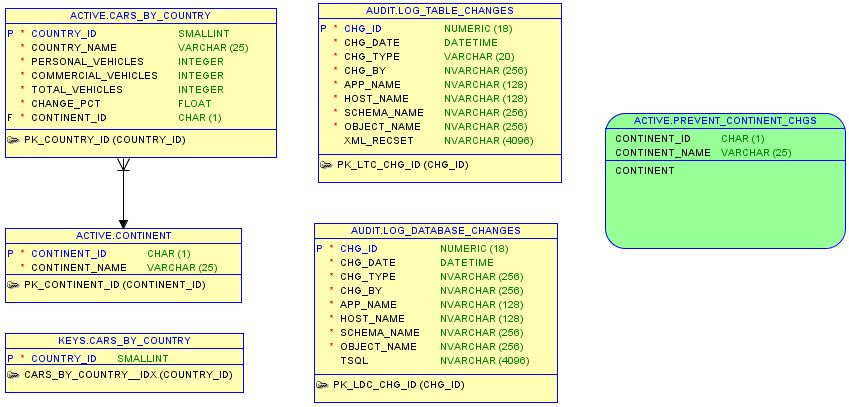 ACTIVE.CARS_BY_COUNTRY
P * COUNTRY_ID SMALLINT
* COUNTRY_NAME VARCHAR (25)
* PERSONAL_VEHICLES INTEGER
* COMMERCIAL_VEHICLES INTEGER
* TOTAL_VEHICLES INTEGER
* CHANGE_PCT FLOAT
F * CONTINENT_ID CHAR (1)
PK_COUNTRY_ID (COUNTRY_ID)
ACTIVE.CONTINENT
P * CONTINENT_ID CHAR (1)
* CONTINENT_NAME VARCHAR (25)
PK_CONTINENT_ID (CONTINENT_ID)
KEYS.CARS_BY_COUNTRY
P * COUNTRY_ID SMALLINT
CARS_BY_COUNTRY__IDX (COUNTRY_ID)
AUDIT.LOG_TABLE_CHANGES
P * CHG_ID NUMERIC (18)
* CHG_DATE DATETIME
* CHG_TYPE VARCHAR (20)
* CHG_BY NVARCHAR (256)
* APP_NAME NVARCHAR (128)
* HOST_NAME NVARCHAR (128)
* SCHEMA_NAME NVARCHAR (256)
* OBJECT_NAME NVARCHAR (256)
XML_RECSET NVARCHAR (4096)
PK_LTC_CHG_ID (CHG_ID)
AUDIT.LOG_DATABASE_CHANGES
P * CHG_ID NUMERIC (18)
* CHG_DATE DATETIME
* CHG_TYPE NVARCHAR (256)
* CHG_BY NVARCHAR (256)
* APP_NAME NVARCHAR (128)
* HOST_NAME NVARCHAR (128)
* SCHEMA_NAME NVARCHAR (256)
* OBJECT_NAME NVARCHAR (256)
TSQL NVARCHAR (4096)
PK_LDC_CHG_ID (CHG_ID)
ACTIVE.PREVENT_CONTINENT_CHGS
CONTINENT_ID CHAR (1)
CONTINENT_NAME VARCHAR (25)
CONTINENT